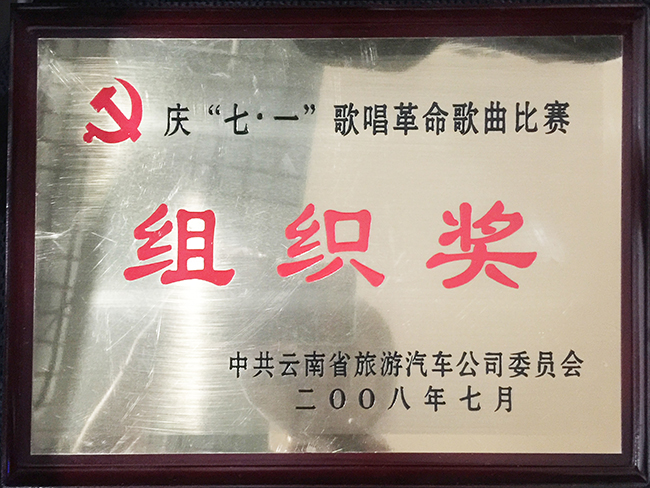 庆“七·一”歌唱革命歌曲比赛
组织奖
中共云南省旅游汽车公司委员会
二〇〇八年七月